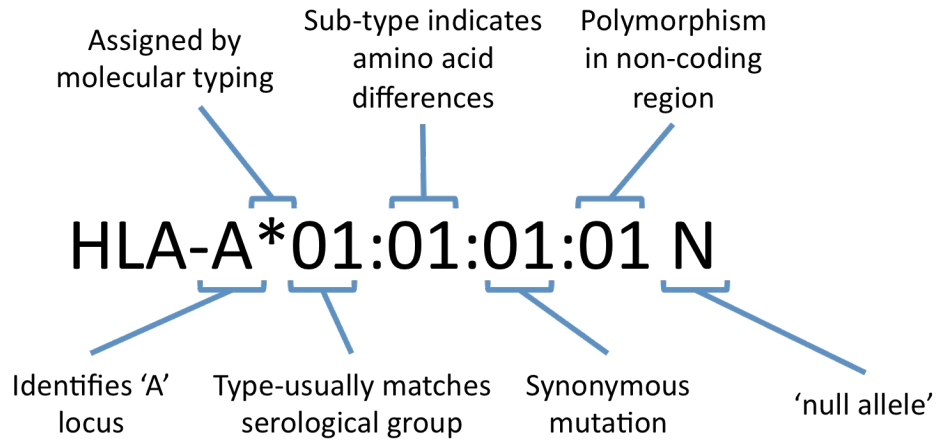 Assigned by
molecular typing
Sub-type indicates
amino acid
differences
Polymorphism
in non-coding
region
HLA-A*01:01:01:01 N
Identifies ‘A’
locus
Type-usually matches
serological group
Synonymous
mutation
‘null allele’